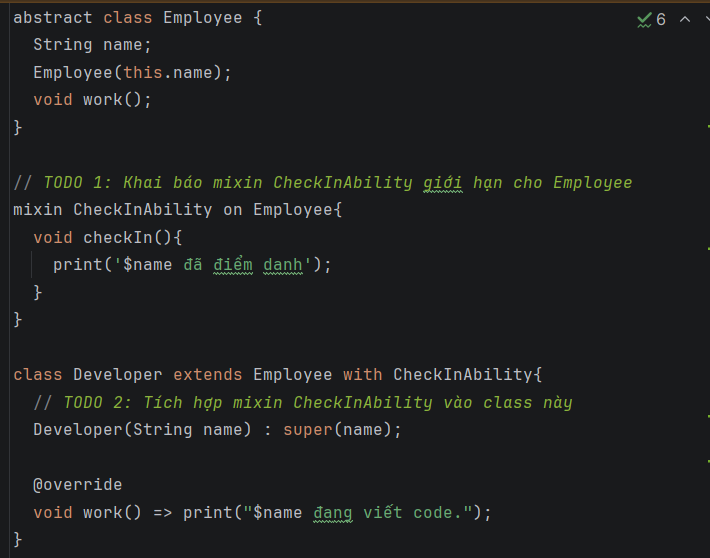 abstract class Employee {
  String name;
  Employee(this.name);
  void work();
}

// TODO 1: Khai báo mixin CheckInAbility giới hạn cho Employee
mixin CheckInAbility on Employee{
  void checkIn(){
    print('$name đã điểm danh');
  }
}

class Developer extends Employee with CheckInAbility{
  // TODO 2: Tích hợp mixin CheckInAbility vào class này
  Developer(String name) : super(name);

  @override
  void work() => print("$name đang viết code.");
}
6